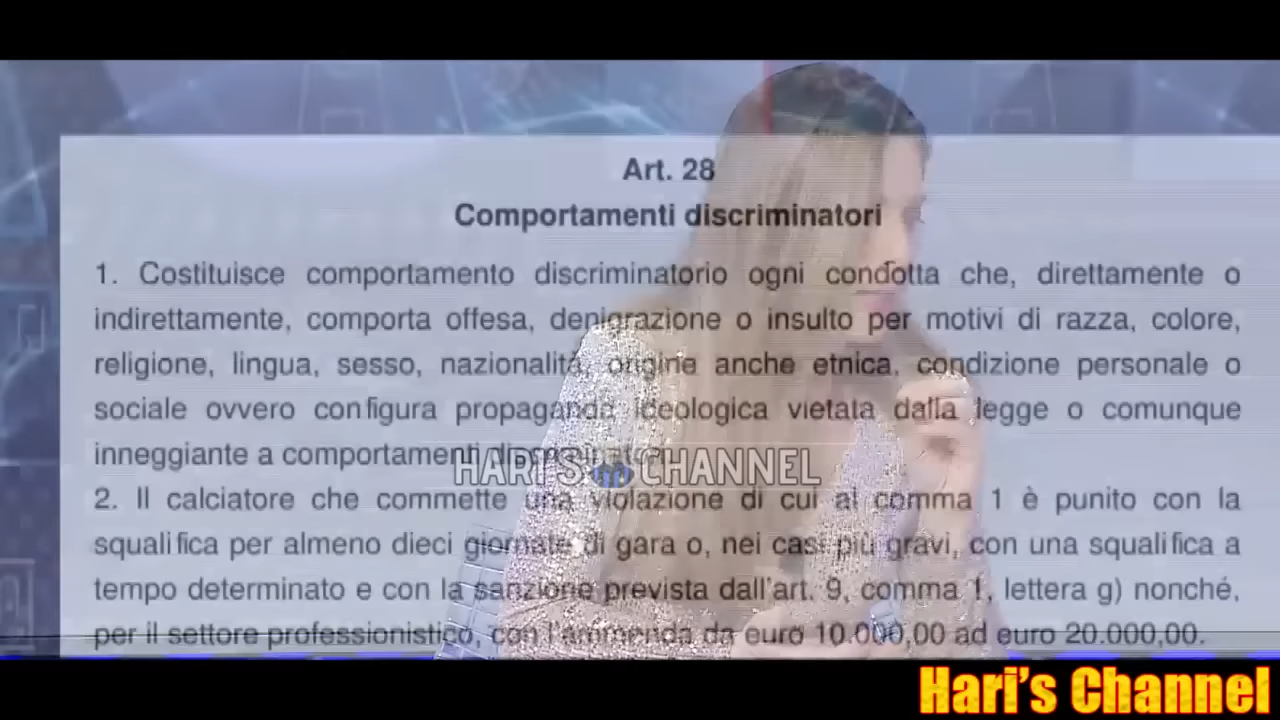 Art. 28
Comportamenti discriminatori
1. Costituisce comportamento discriminatorio ogni condotta che, direttamente o
indirettamente, comporta offesa, denigrazione o insulto per motivi di razza, colore,
religione, lingua, sesso, nazionalità, origine anche etnica, condizione personale o
sociale ovvero configura propaganda ideologica vietata dalla legge o comunque
inneggiante a comportamenti discriminatori.
HARI'S CHANNEL
2. Il calciatore che commette una violazione di cui al comma 1 è punito con la
squalifica per almeno dieci giornate di gara o, nei casi più gravi, con una squalifica a
tempo determinato e con la sanzione prevista dall'art. 9, comma 1, lettera g) nonché,
per il settore professionistico, con l'ammenda da euro 10.000,00 ad euro 20.000,00.
Hari's Channel